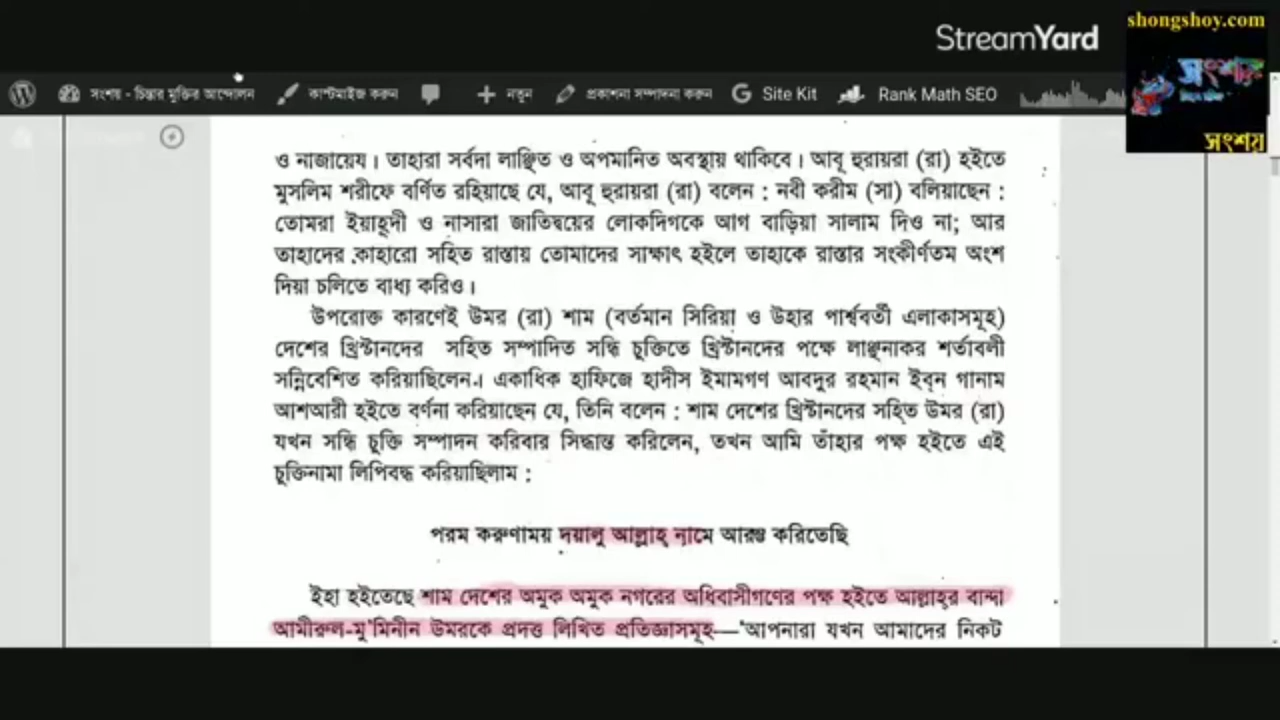 StreamYard
shongshoy.com
সংশয় - চিন্তার মুক্তির আন্দোলন কাস্টমাইজ করুন নতুন প্রকাশনা সম্পাদনা করুন Site Kit Rank Math SEO
সংশয়
ও নাজায়েয। তাহারা সর্বদা লাঞ্ছিত ও অপমানিত অবস্থায় থাকিবে। আবূ হুরায়রা (রা) হইতে
মুসলিম শরীফে বর্ণিত রহিয়াছে যে, আবূ হুরায়রা (রা) বলেন : নবী করীম (সা) বলিয়াছেন :
তোমরা ইয়াহূদী ও নাসারা জাতিদ্বয়ের লোকদিগকে আগ বাড়িয়া সালাম দিও না; আর
তাহাদের কাহারো সহিত রাস্তায় তোমাদের সাক্ষাৎ হইলে তাহাকে রাস্তার সংকীর্ণতম অংশ
দিয়া চলিতে বাধ্য করিও।
উপরোক্ত কারণেই উমর (রা) শাম (বর্তমান সিরিয়া ও উহার পার্শ্ববর্তী এলাকাসমূহ)
দেশের খ্রিস্টানদের সহিত সম্পাদিত সন্ধি চুক্তিতে খ্রিস্টানদের পক্ষে লাঞ্ছনাকর শর্তাবলী
সন্নিবেশিত করিয়াছিলেন। একাধিক হাফিজে হাদীস ইমামগণ আবদুর রহমান ইব্‌ন গানাম
আশআরী হইতে বর্ণনা করিয়াছেন যে, তিনি বলেন : শাম দেশের খ্রিস্টানদের সহিত উমর (রা)
যখন সন্ধি চুক্তি সম্পাদন করিবার সিদ্ধান্ত করিলেন, তখন আমি তাঁহার পক্ষ হইতে এই
চুক্তিনামা লিপিবদ্ধ করিয়াছিলাম :
পরম করুণাময় দয়ালু আল্লাহ্ নামে আরম্ভ করিতেছি
ইহা হইতেছে শাম দেশের অমুক অমুক নগরের অধিবাসীগণের পক্ষ হইতে আল্লাহ্‌র বান্দা
আমীরুল-মু'মিনীন উমরকে প্রদত্ত লিখিত প্রতিজ্ঞাসমূহ—'আপনারা যখন আমাদের নিকট